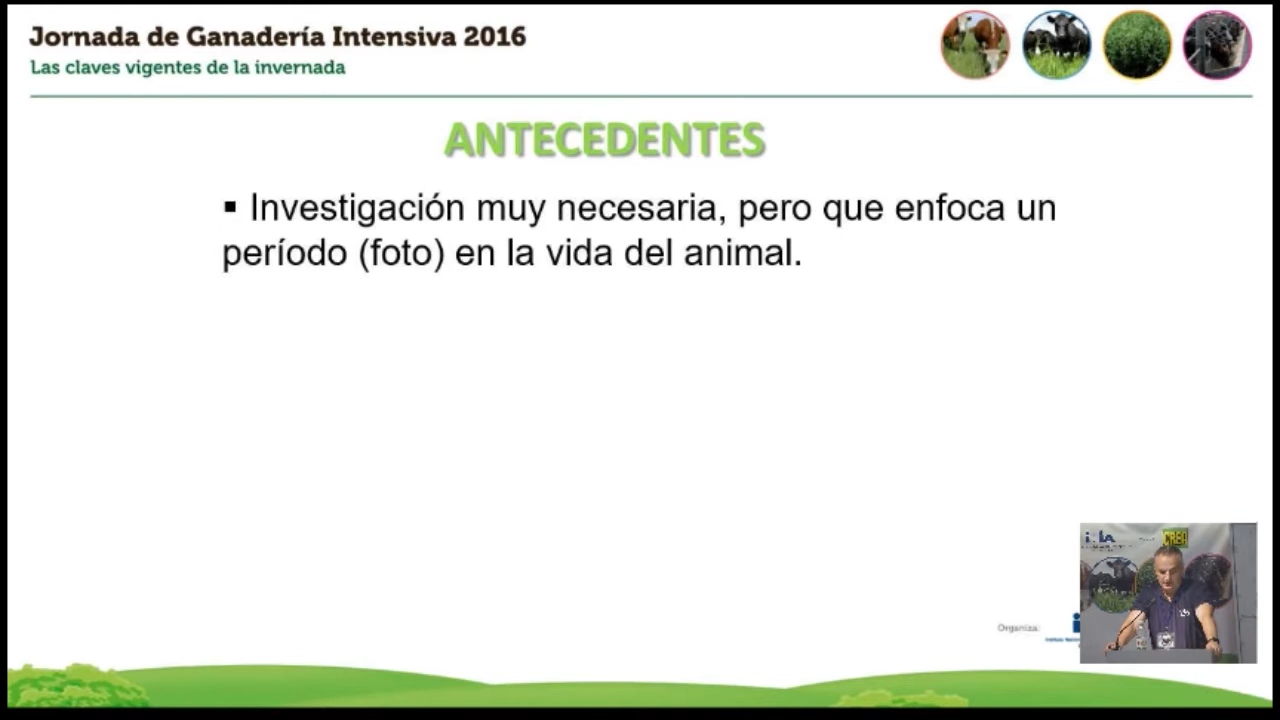 Jornada de Ganadería Intensiva 2016
Las claves vigentes de la invernada
ANTECEDENTES
▪ Investigación muy necesaria, pero que enfoca un
período (foto) en la vida del animal.
CREA
Organiza: